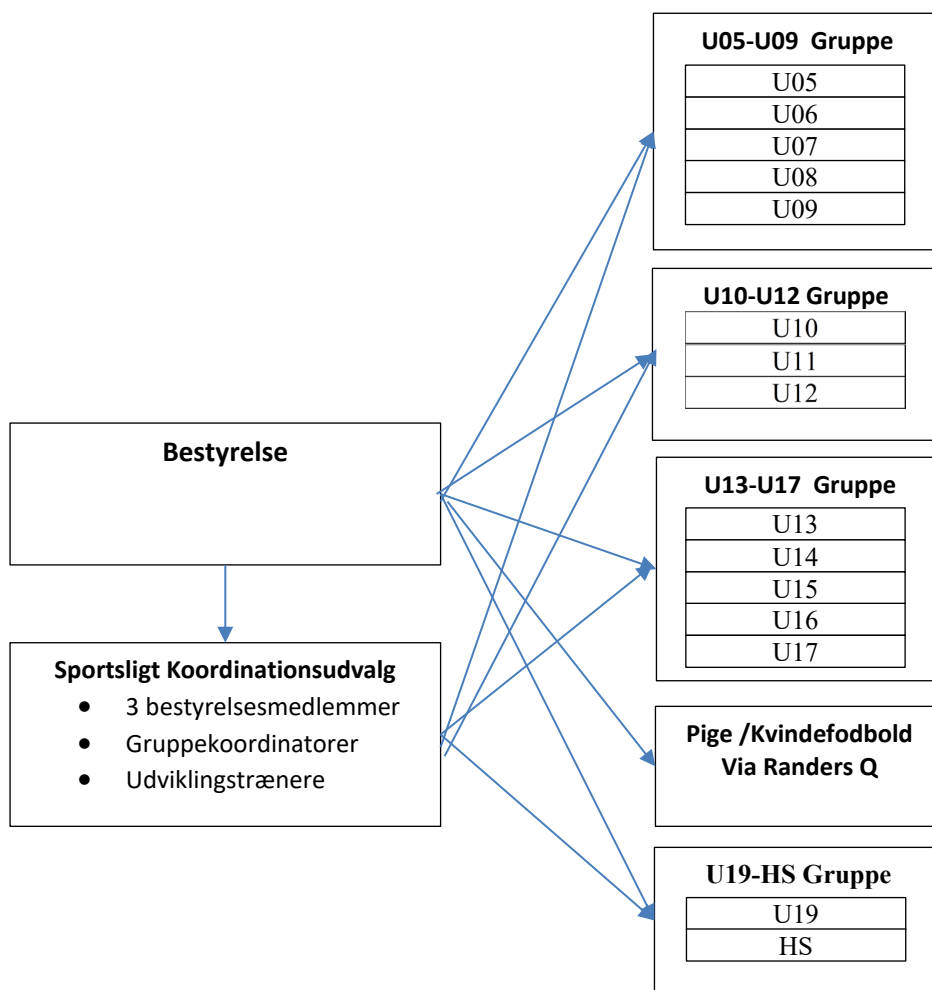 Bestyrelse
Sportsligt Koordinationsudvalg
● 3 bestyrelsesmedlemmer
● Gruppekoordinatorer
● Udviklingstrænere
U05-U09 Gruppe
U05
U06
U07
U08
U09
U10-U12 Gruppe
U10
U11
U12
U13-U17 Gruppe
U13
U14
U15
U16
U17
Pige /Kvindefodbold
Via Randers Q
U19-HS Gruppe
U19
HS